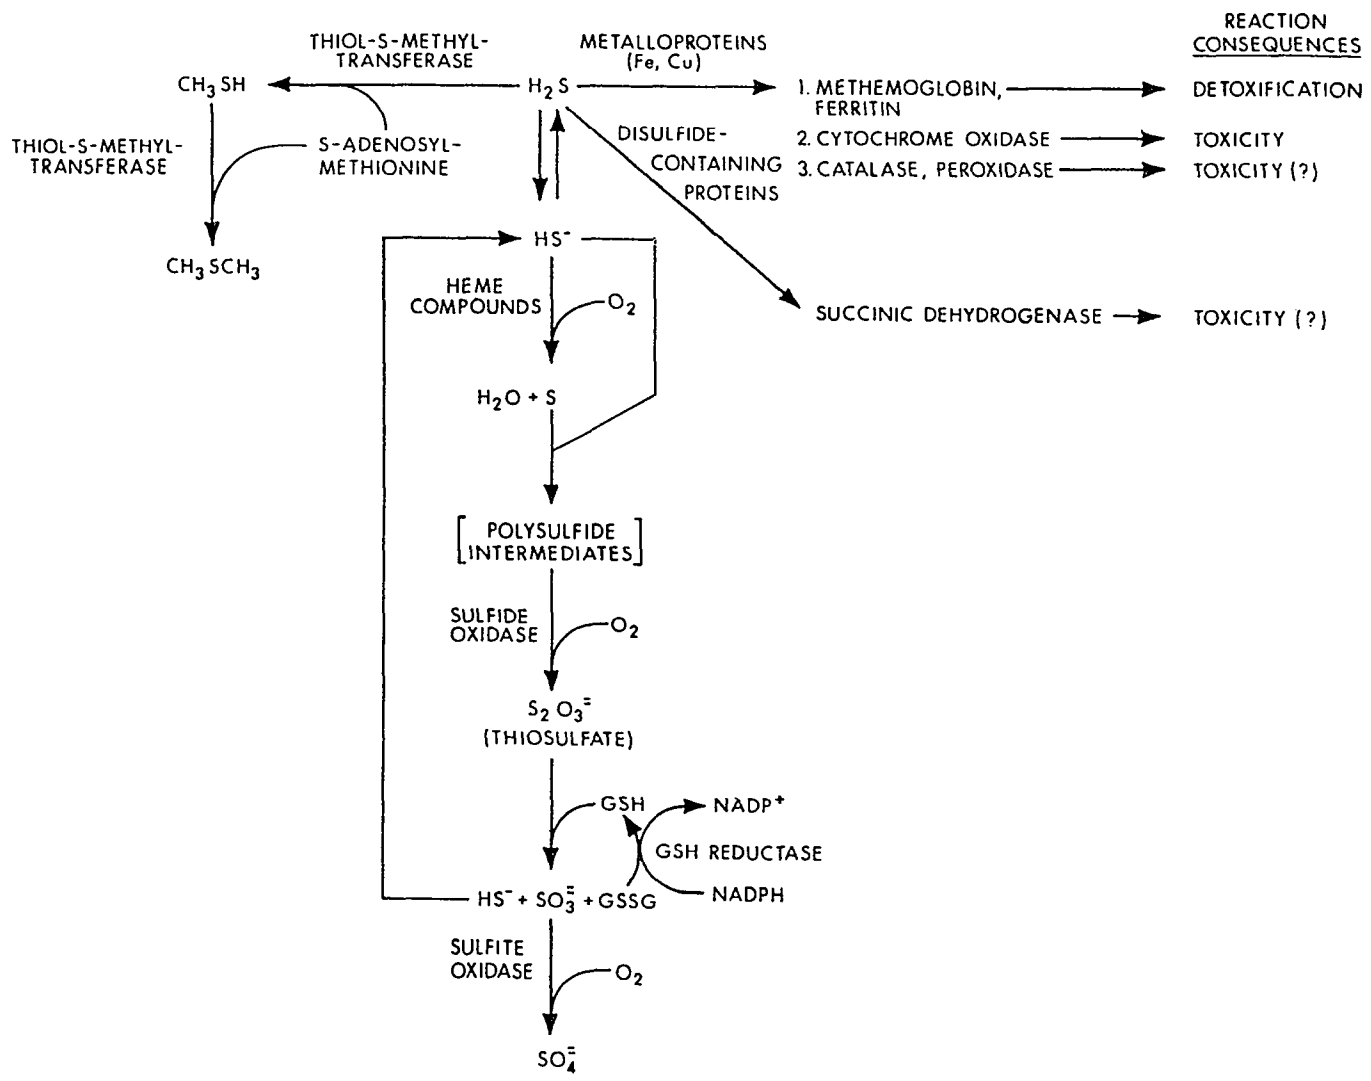 REACTION
CONSEQUENCES
THIOL-S-METHYL-
TRANSFERASE
METALLOPROTEINS
(Fe, Cu)
CH₃SH
H₂S
1. METHEMOGLOBIN,
FERRITIN
DETOXIFICATION
THIOL-S-METHYL-
TRANSFERASE
S-ADENOSYL-
METHIONINE
DISULFIDE-
CONTAINING
PROTEINS
2. CYTOCHROME OXIDASE
TOXICITY
3. CATALASE, PEROXIDASE
TOXICITY (?)
CH₃SCH₃
HS⁻
HEME
COMPOUNDS
O₂
SUCCINIC DEHYDROGENASE
TOXICITY (?)
H₂O + S
[POLYSULFIDE
INTERMEDIATES]
SULFIDE
OXIDASE
O₂
S₂O₃⁼
(THIOSULFATE)
GSH
NADP⁺
GSH REDUCTASE
NADPH
HS⁻ + SO₃⁼ + GSSG
SULFITE
OXIDASE
O₂
SO₄⁼